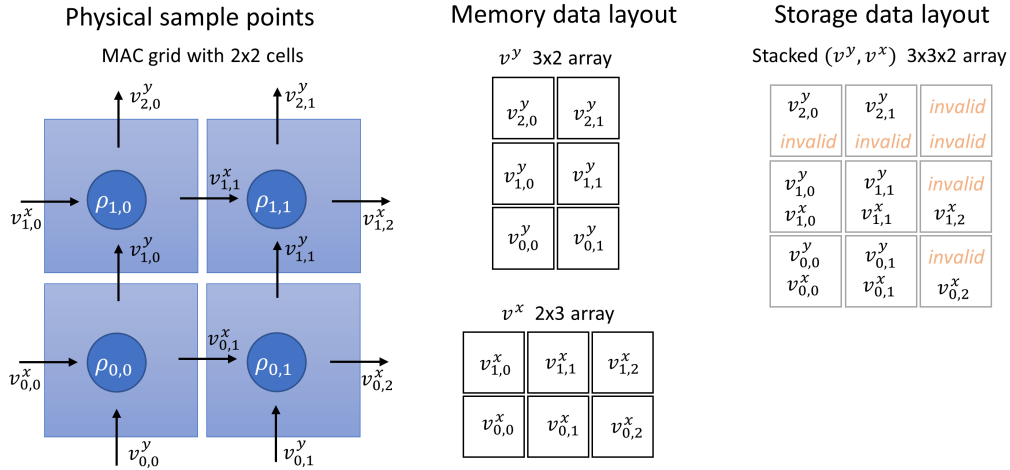 Physical sample points
MAC grid with 2x2 cells
v^y_{2,0} v^y_{2,1}
v^x_{1,1}
ρ_{1,0} ρ_{1,1}
v^x_{1,0} v^x_{1,2}
v^y_{1,0} v^y_{1,1}
v^x_{0,1}
ρ_{0,0} ρ_{0,1}
v^x_{0,0} v^x_{0,2}
v^y_{0,0} v^y_{0,1}
Memory data layout
v^y 3x2 array
v^y_{2,0} v^y_{2,1}
v^y_{1,0} v^y_{1,1}
v^y_{0,0} v^y_{0,1}
v^x 2x3 array
v^x_{1,0} v^x_{1,1} v^x_{1,2}
v^x_{0,0} v^x_{0,1} v^x_{0,2}
Storage data layout
Stacked (v^y, v^x) 3x3x2 array
v^y_{2,0} v^y_{2,1} invalid
invalid invalid invalid
v^y_{1,0} v^y_{1,1} invalid
v^x_{1,0} v^x_{1,1} v^x_{1,2}
v^y_{0,0} v^y_{0,1} invalid
v^x_{0,0} v^x_{0,1} v^x_{0,2}